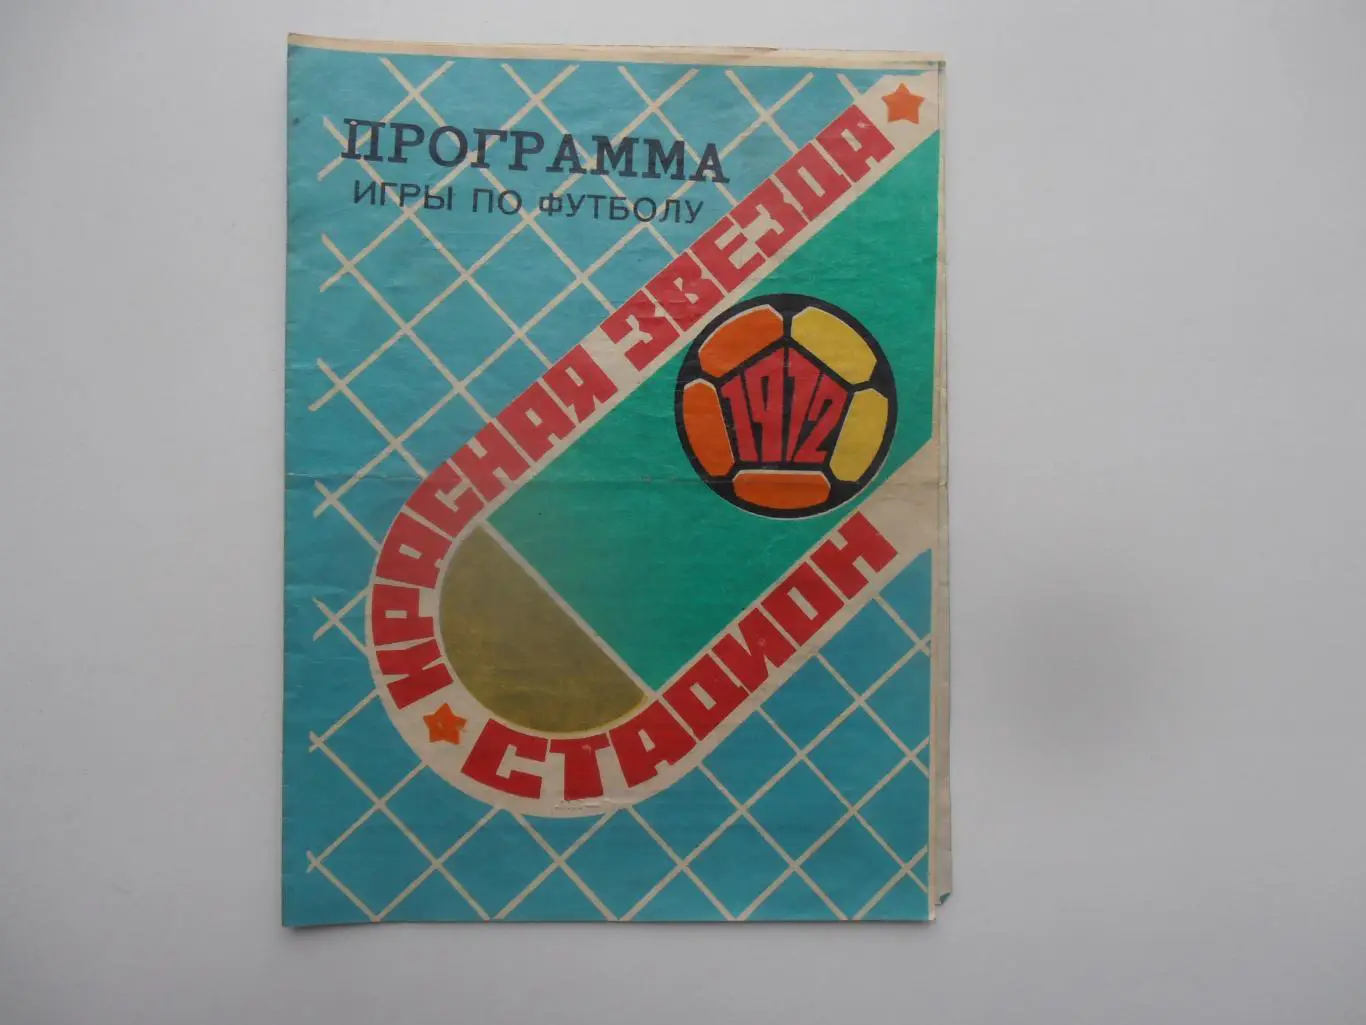 ПРОГРАММА
ИГРЫ ПО ФУТБОЛУ
КРАСНАЯ ЗВЕЗДА
1972
СТАДИОН